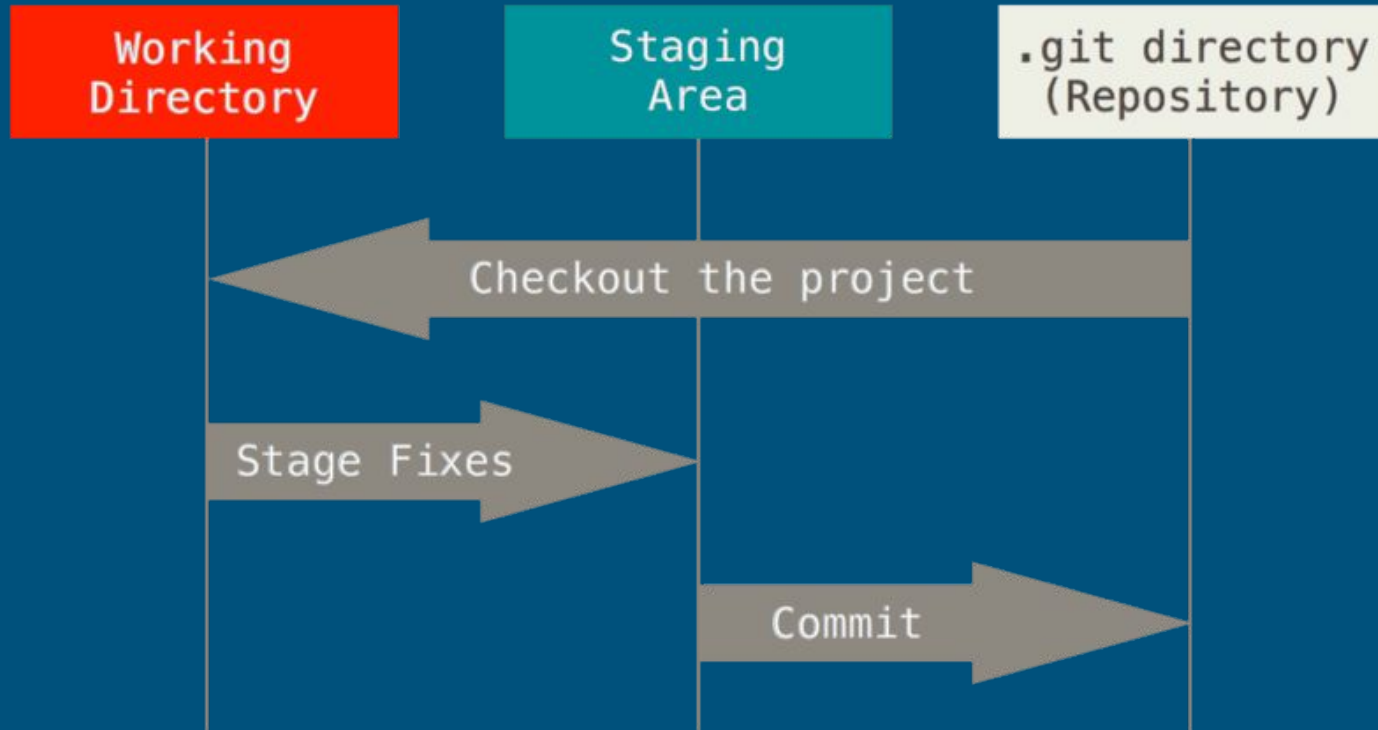 Working
Directory
Staging
Area
.git directory
(Repository)
Checkout the project
Stage Fixes
Commit